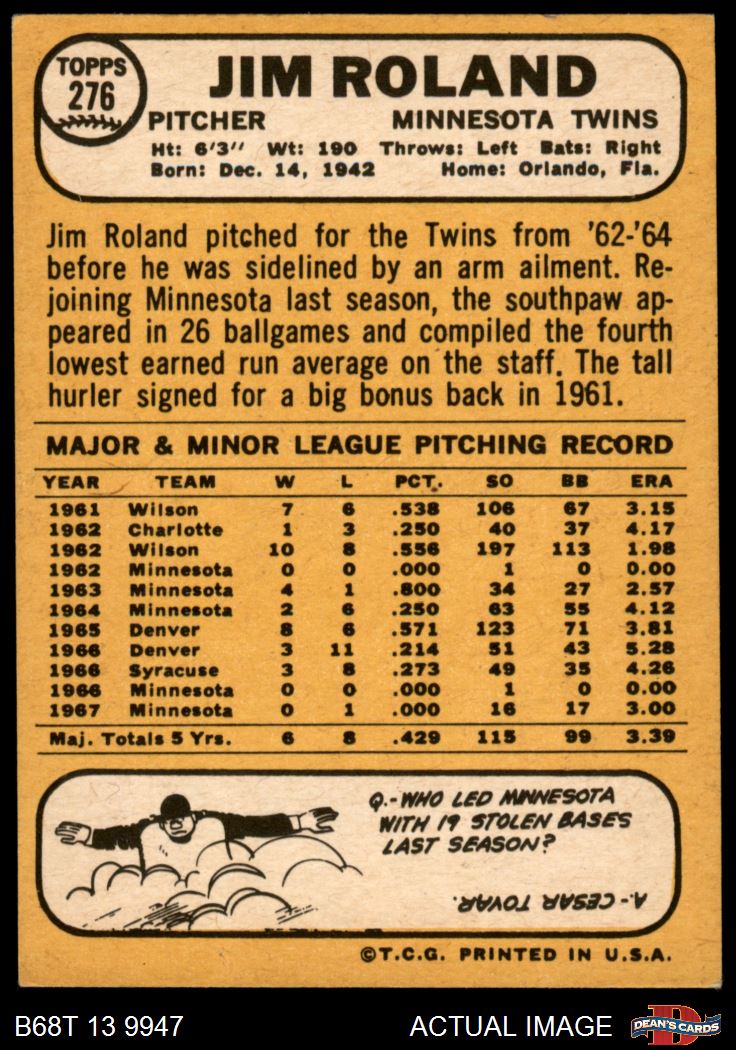 TOPPS
276
JIM ROLAND
PITCHER MINNESOTA TWINS
Ht: 6'3" Wt: 190 Throws: Left Bats: Right
Born: Dec. 14, 1942 Home: Orlando, Fla.
Jim Roland pitched for the Twins from '62-'64
before he was sidelined by an arm ailment. Re-
joining Minnesota last season, the southpaw ap-
peared in 26 ballgames and compiled the fourth
lowest earned run average on the staff. The tall
hurler signed for a big bonus back in 1961.
MAJOR & MINOR LEAGUE PITCHING RECORD
YEAR TEAM W L PCT. SO BB ERA
1961 Wilson 7 6 .538 106 67 3.15
1962 Charlotte 1 3 .250 40 37 4.17
1962 Wilson 10 8 .556 197 113 1.98
1962 Minnesota 0 0 .000 1 0 0.00
1963 Minnesota 4 1 .800 34 27 2.57
1964 Minnesota 2 6 .250 63 55 4.12
1965 Denver 8 6 .571 123 71 3.81
1966 Denver 3 11 .214 51 43 5.28
1966 Syracuse 3 8 .273 49 35 4.26
1966 Minnesota 0 0 .000 1 0 0.00
1967 Minnesota 0 1 .000 16 17 3.00
Maj. Totals 5 Yrs. 6 8 .429 115 99 3.39
Q.-WHO LED MINNESOTA
WITH 19 STOLEN BASES
LAST SEASON?
A.-CESAR TOVAR.
©T.C.G. PRINTED IN U.S.A.
B68T 13 9947 ACTUAL IMAGE DEAN'S CARDS